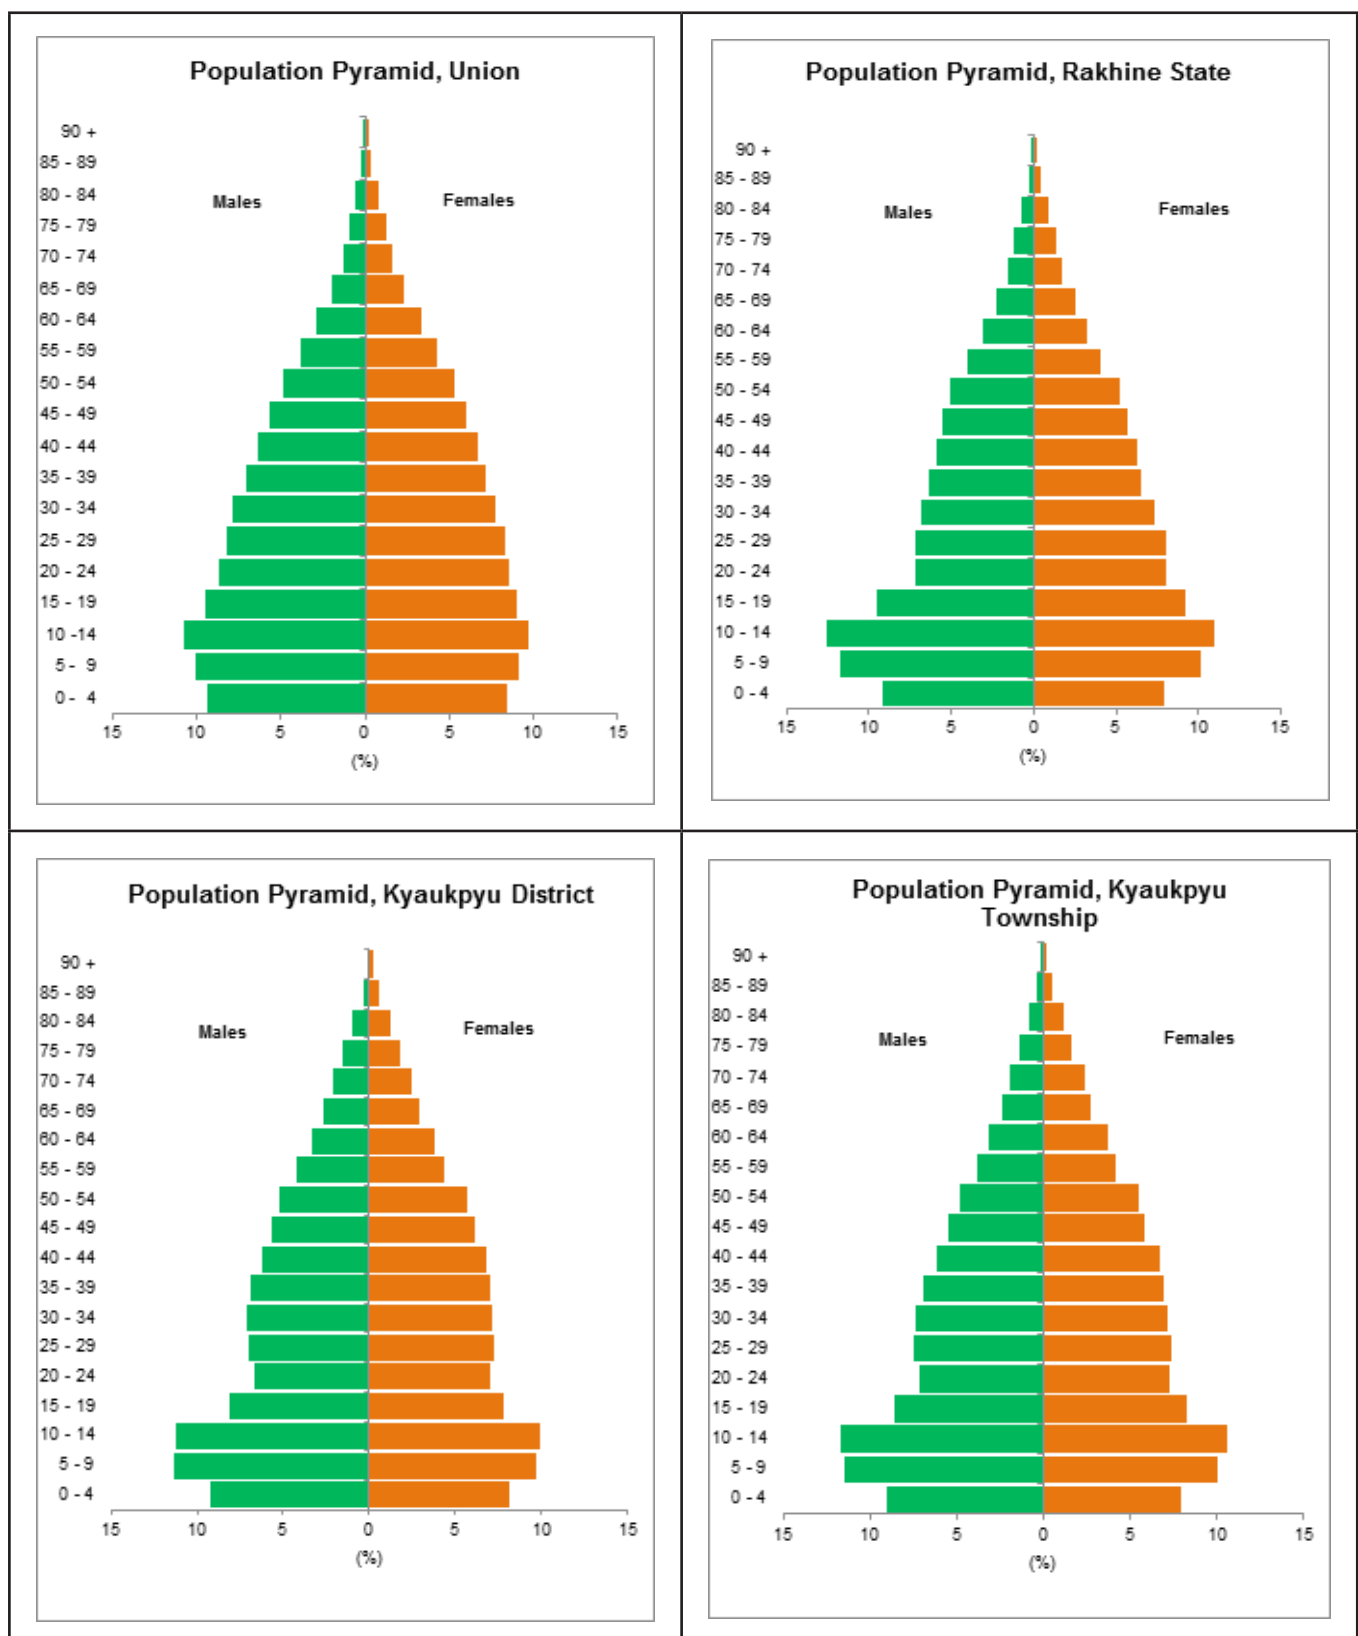 Population Pyramid, Union
90 +
85 - 89
80 - 84
75 - 79
70 - 74
65 - 69
60 - 64
55 - 59
50 - 54
45 - 49
40 - 44
35 - 39
30 - 34
25 - 29
20 - 24
15 - 19
10 -14
5 - 9
0 - 4
Males
Females
15 10 5 0 5 10 15
(%)
Population Pyramid, Rakhine State
90 +
85 - 89
80 - 84
75 - 79
70 - 74
65 - 69
60 - 64
55 - 59
50 - 54
45 - 49
40 - 44
35 - 39
30 - 34
25 - 29
20 - 24
15 - 19
10 - 14
5 - 9
0 - 4
Males
Females
15 10 5 0 5 10 15
(%)
Population Pyramid, Kyaukpyu District
90 +
85 - 89
80 - 84
75 - 79
70 - 74
65 - 69
60 - 64
55 - 59
50 - 54
45 - 49
40 - 44
35 - 39
30 - 34
25 - 29
20 - 24
15 - 19
10 - 14
5 - 9
0 - 4
Males
Females
15 10 5 0 5 10 15
(%)
Population Pyramid, Kyaukpyu
Township
90 +
85 - 89
80 - 84
75 - 79
70 - 74
65 - 69
60 - 64
55 - 59
50 - 54
45 - 49
40 - 44
35 - 39
30 - 34
25 - 29
20 - 24
15 - 19
10 - 14
5 - 9
0 - 4
Males
Females
15 10 5 0 5 10 15
(%)